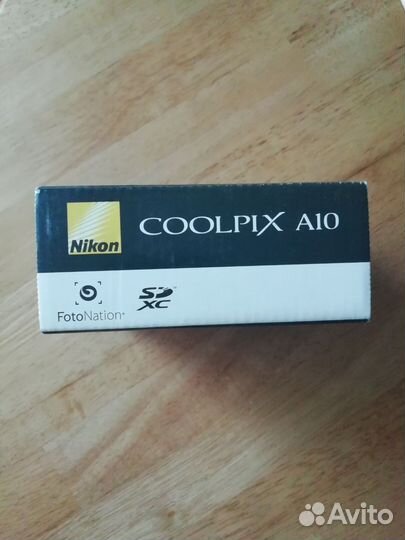 Nikon
COOLPIX A10
FotoNation
SD XC
Avito